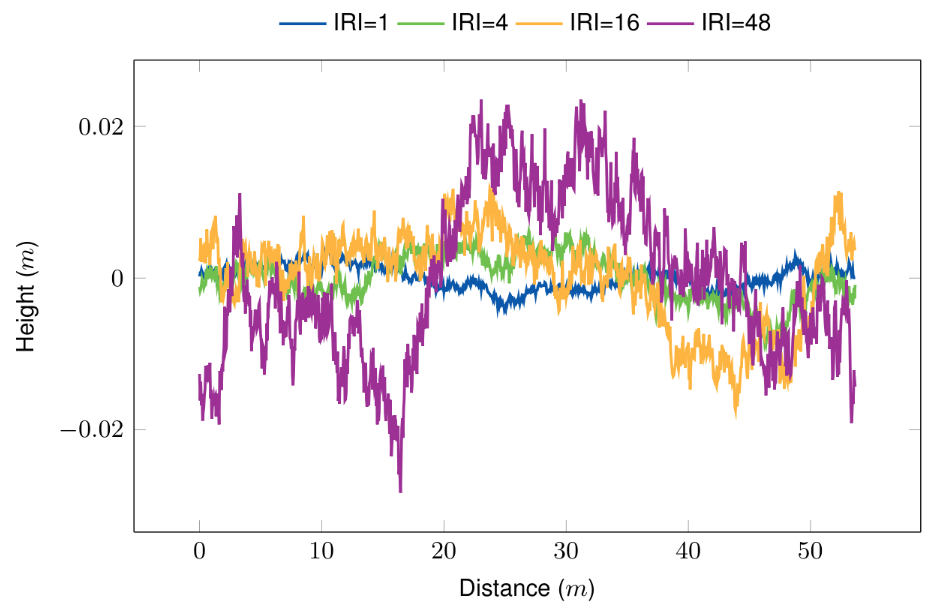 IRI=1 IRI=4 IRI=16 IRI=48
0.02
0
−0.02
Height (m)
0 10 20 30 40 50
Distance (m)